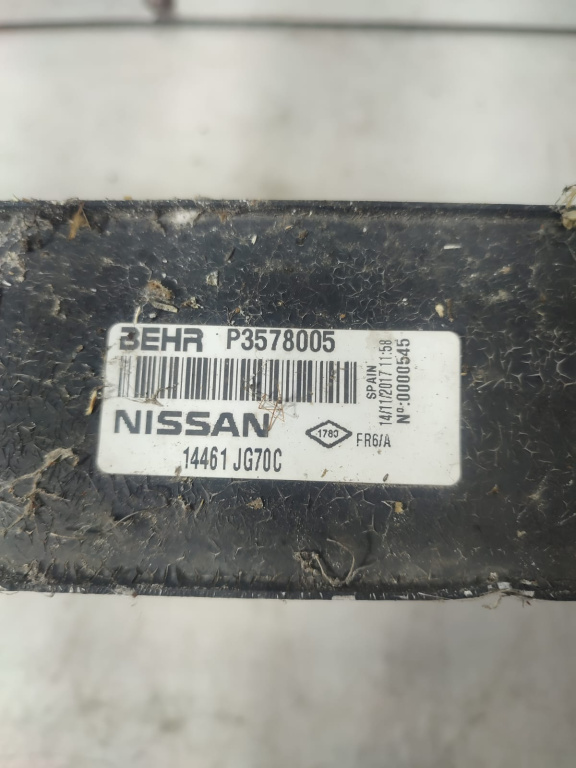 BEHR P3578005
NISSAN
1780
FR6/A
14461 JG70C
SPAIN
14/11/2017 11:58
Nº:0000545